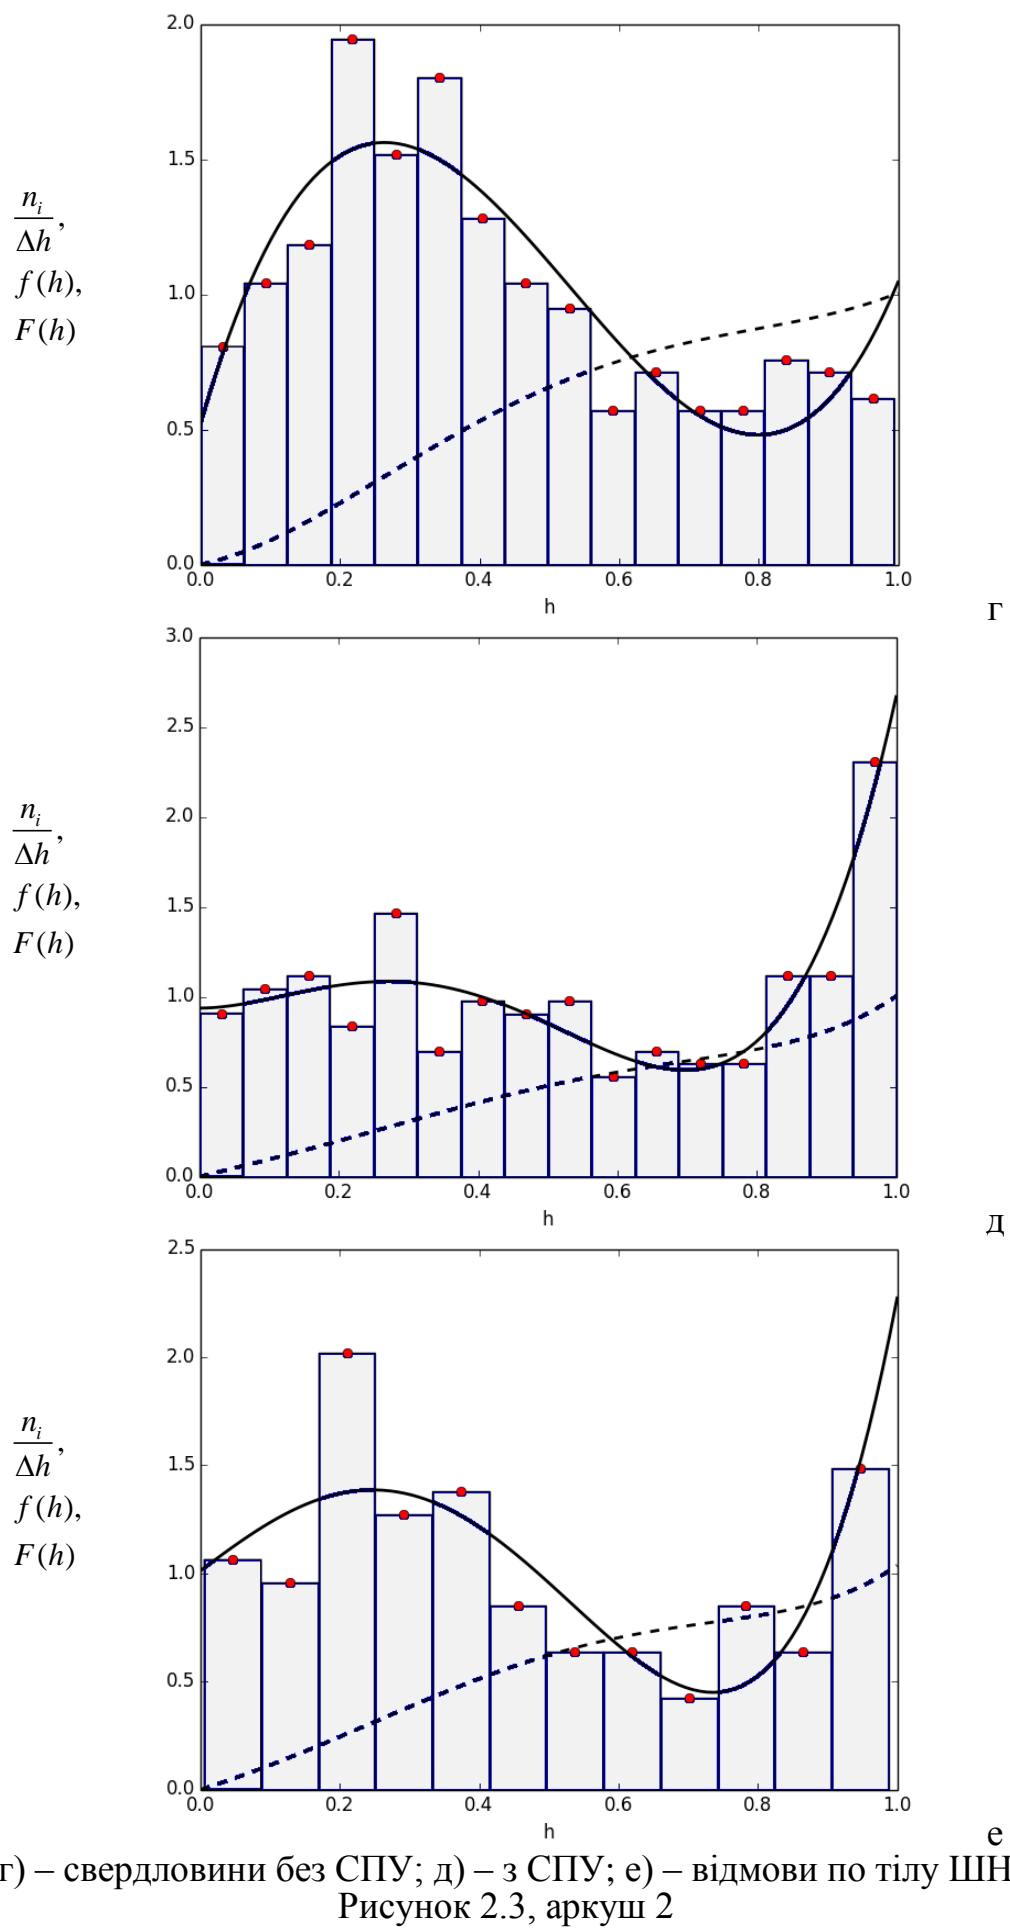 2.0
1.5
1.0
0.5
0.0
n_i/Δh,
f(h),
F(h)
0.0 0.2 0.4 0.6 0.8 1.0
h
г
3.0
2.5
2.0
1.5
1.0
0.5
0.0
n_i/Δh,
f(h),
F(h)
0.0 0.2 0.4 0.6 0.8 1.0
h
д
2.5
2.0
1.5
1.0
0.5
0.0
n_i/Δh,
f(h),
F(h)
0.0 0.2 0.4 0.6 0.8 1.0
h
е
г) – свердловини без СПУ; д) – з СПУ; е) – відмови по тілу ШН
Рисунок 2.3, аркуш 2